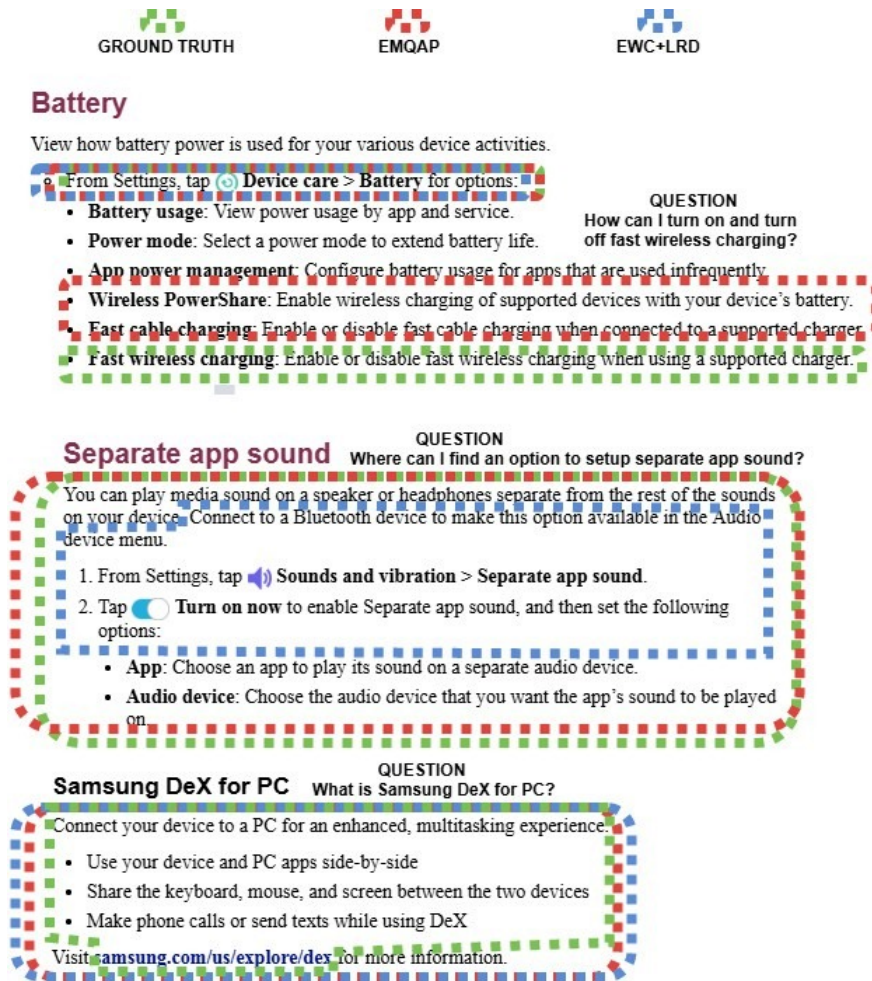 GROUND TRUTH
EMQAP
EWC+LRD
Battery
View how battery power is used for your various device activities.
From Settings, tap Device care > Battery for options:
QUESTION
How can I turn on and turn
off fast wireless charging?
• Battery usage: View power usage by app and service.
• Power mode: Select a power mode to extend battery life.
• App power management: Configure battery usage for apps that are used infrequently.
• Wireless PowerShare: Enable wireless charging of supported devices with your device's battery.
• Fast cable charging: Enable or disable fast cable charging when connected to a supported charger.
• Fast wireless charging: Enable or disable fast wireless charging when using a supported charger.
Separate app sound
QUESTION
Where can I find an option to setup separate app sound?
You can play media sound on a speaker or headphones separate from the rest of the sounds
on your device. Connect to a Bluetooth device to make this option available in the Audio
device menu.
1. From Settings, tap Sounds and vibration > Separate app sound.
2. Tap Turn on now to enable Separate app sound, and then set the following
options:
• App: Choose an app to play its sound on a separate audio device.
• Audio device: Choose the audio device that you want the app's sound to be played
on.
Samsung DeX for PC
QUESTION
What is Samsung DeX for PC?
Connect your device to a PC for an enhanced, multitasking experience.
• Use your device and PC apps side-by-side
• Share the keyboard, mouse, and screen between the two devices
• Make phone calls or send texts while using DeX
Visit samsung.com/us/explore/dex for more information.